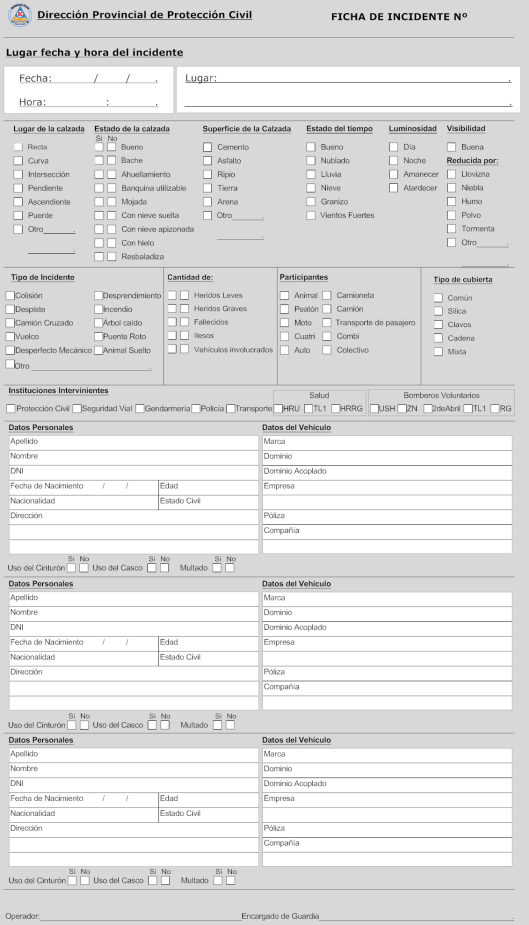 Dirección Provincial de Protección Civil
FICHA DE INCIDENTE Nº
Lugar fecha y hora del incidente
Fecha: / / .
Lugar: .
Hora: : .
Lugar de la calzada Estado de la calzada Superficie de la Calzada Estado del tiempo Luminosidad Visibilidad
Si No
Recta Bueno Cemento Bueno Día Buena
Curva Bache Asfalto Nublado Noche Reducida por:
Intersección Ahuellamiento Ripio Lluvia Amanecer Llovizna
Pendiente Banquina utilizable Tierra Nieve Atardecer Niebla
Ascendiente Mojada Arena Granizo Humo
Puente Con nieve suelta Otro . Vientos Fuertes Polvo
Otro . Con nieve apizonada Tormenta
Con hielo Otro .
Resbaladiza
Tipo de Incidente Cantidad de: Participantes Tipo de cubierta
Colisión Desprendimiento Heridos Leves Animal Camioneta Común
Despiste Incendio Heridos Graves Peatón Camión Silica
Camión Cruzado Arbol caído Fallecidos Moto Transporte de pasajero Clavos
Vuelco Puente Roto Ilesos Cuatri Combi Cadena
Desperfecto Mecánico Animal Suelto Vehículos involucrados Auto Colectivo Mixta
Otro .
Instituciones Intervinientes Salud Bomberos Voluntarios
Protección Civil Seguridad Vial Gendarmería Policía Transporte HRU TL1 HRRG USH ZN 2deAbril TL1 RG
Datos Personales Datos del Vehículo
Apellido Marca
Nombre Dominio
DNI Dominio Acoplado
Fecha de Nacimiento / / Edad Empresa
Nacionalidad Estado Civil
Dirección Póliza
Compañía
Si No Si No Si No
Uso del Cinturón Uso del Casco Multado
Datos Personales Datos del Vehículo
Apellido Marca
Nombre Dominio
DNI Dominio Acoplado
Fecha de Nacimiento / / Edad Empresa
Nacionalidad Estado Civil
Dirección Póliza
Compañía
Si No Si No Si No
Uso del Cinturón Uso del Casco Multado
Datos Personales Datos del Vehículo
Apellido Marca
Nombre Dominio
DNI Dominio Acoplado
Fecha de Nacimiento / / Edad Empresa
Nacionalidad Estado Civil
Dirección Póliza
Compañía
Si No Si No Si No
Uso del Cinturón Uso del Casco Multado
Operador: Encargado de Guardia .